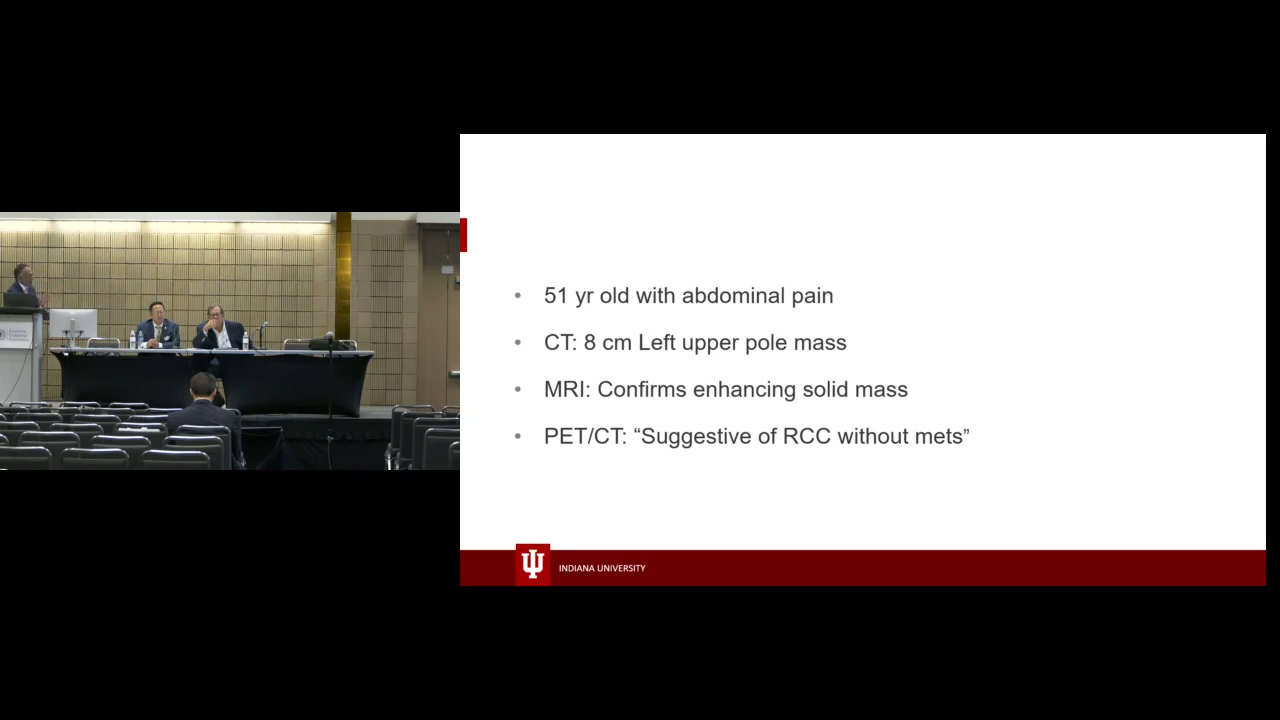 51 yr old with abdominal pain
CT: 8 cm Left upper pole mass
MRI: Confirms enhancing solid mass
PET/CT: “Suggestive of RCC without mets”
INDIANA UNIVERSITY